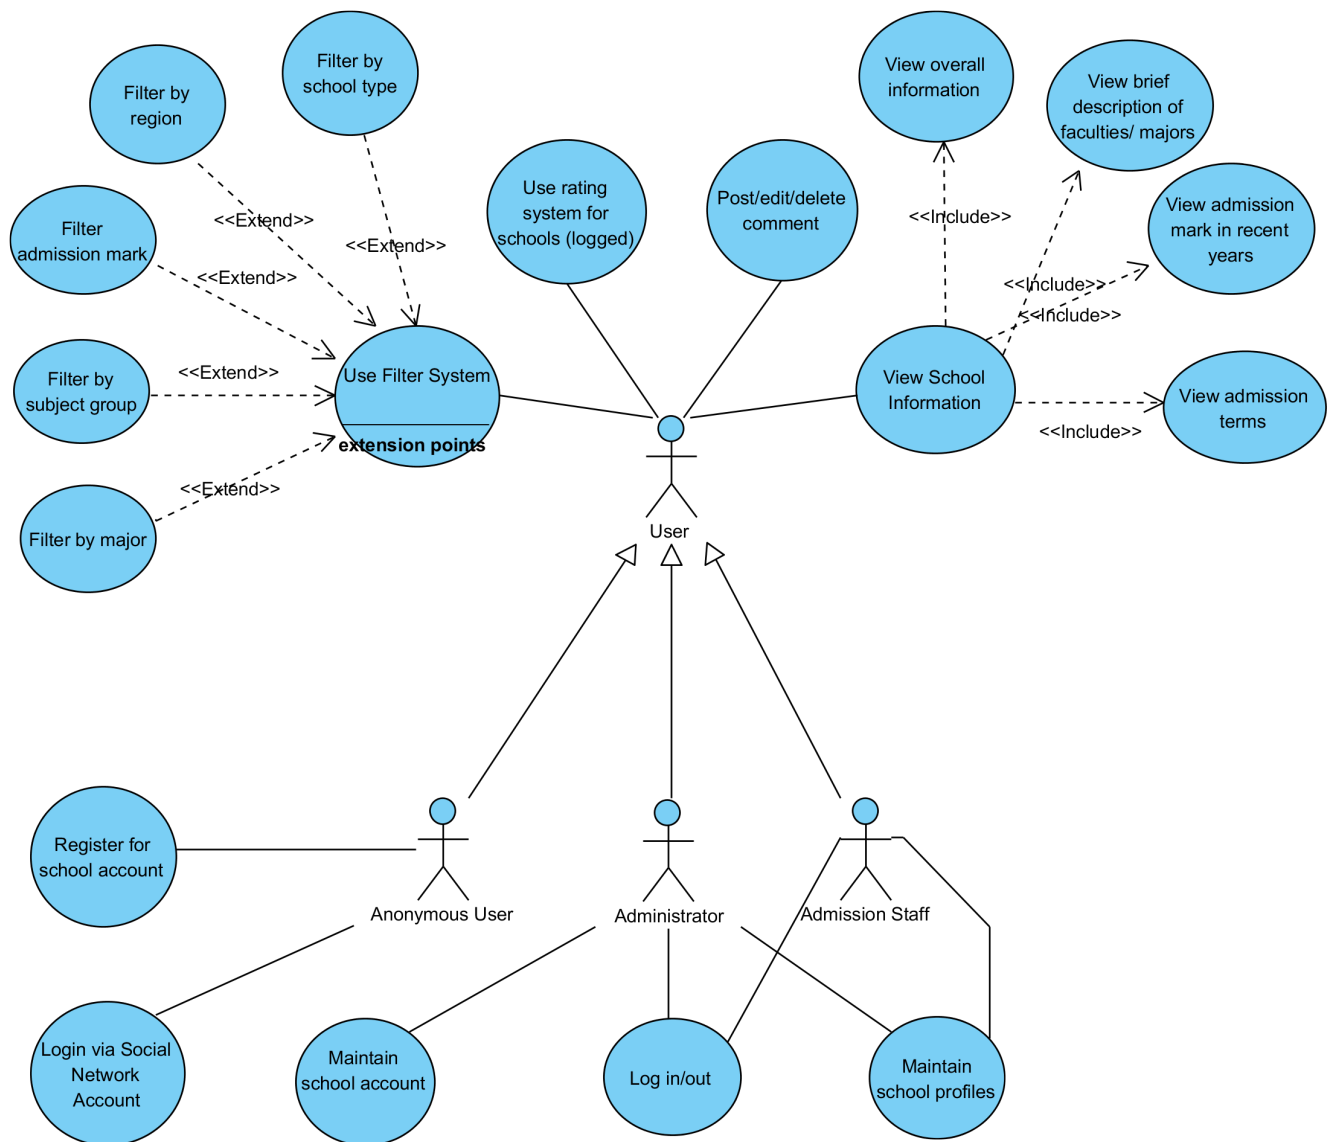 Filter by
school type
View overall
information
View brief
description of
faculties/ majors
Filter by
region
Use rating
system for
schools (logged)
Post/edit/delete
comment
View admission
mark in recent
years
Filter
admission mark
<<Extend>>
<<Extend>>
<<Extend>>
<<Include>>
<<Include>>
<<Include>>
Filter by
subject group
<<Extend>>
Use Filter System
extension points
View School
Information
View admission
terms
<<Include>>
<<Extend>>
Filter by major
User
Register for
school account
Anonymous User
Administrator
Admission Staff
Login via Social
Network
Account
Maintain
school account
Log in/out
Maintain
school profiles